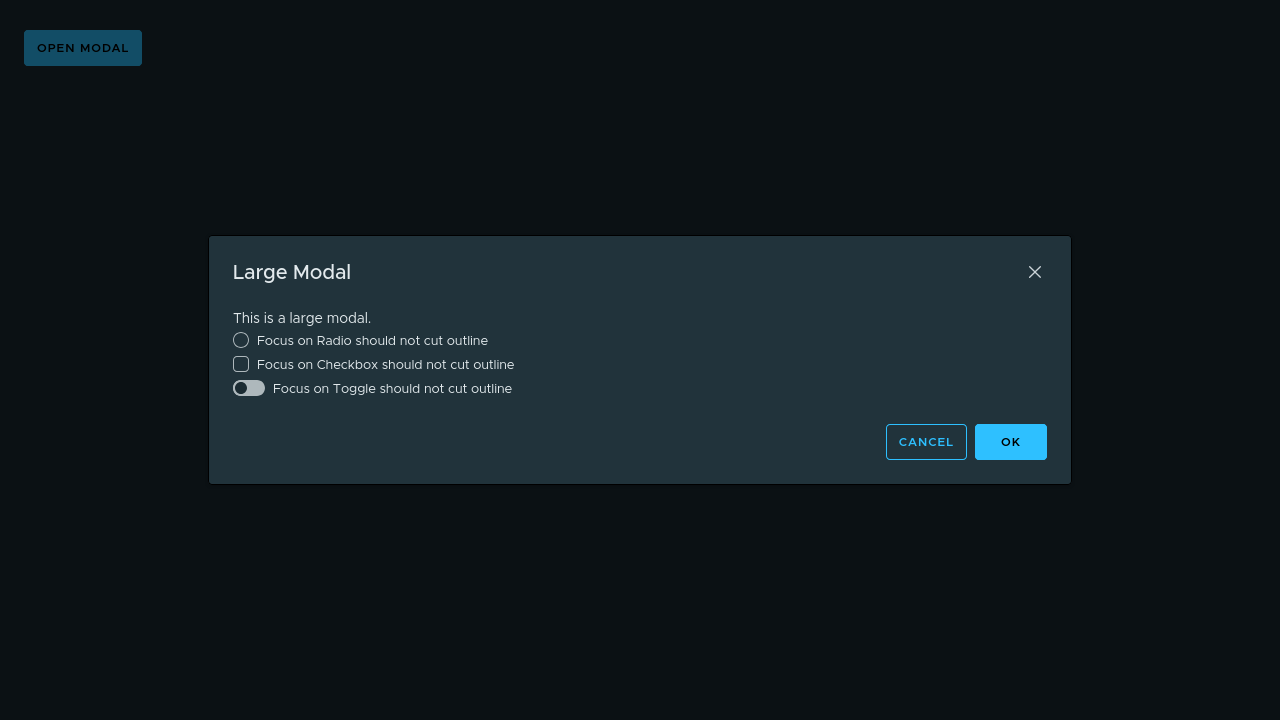 OPEN MODAL
Large Modal
This is a large modal.
Focus on Radio should not cut outline
Focus on Checkbox should not cut outline
Focus on Toggle should not cut outline
CANCEL
OK